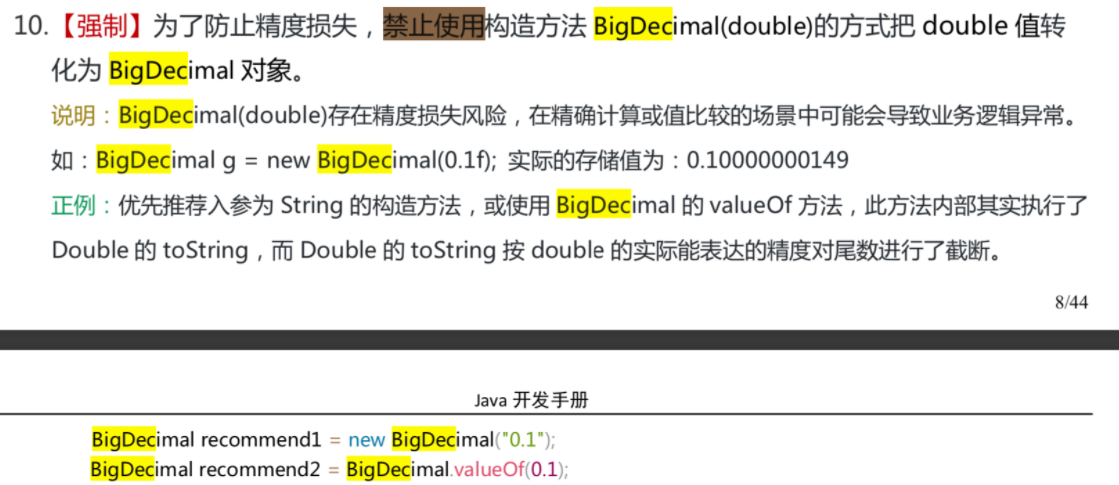 10.【强制】为了防止精度损失，禁止使用构造方法 BigDecimal(double)的方式把 double 值转
化为 BigDecimal 对象。
说明：BigDecimal(double)存在精度损失风险，在精确计算或值比较的场景中可能会导致业务逻辑异常。
如：BigDecimal g = new BigDecimal(0.1f); 实际的存储值为：0.10000000149
正例：优先推荐入参为 String 的构造方法，或使用 BigDecimal 的 valueOf 方法，此方法内部其实执行了
Double 的 toString，而 Double 的 toString 按 double 的实际能表达的精度对尾数进行了截断。
8/44
Java 开发手册
BigDecimal recommend1 = new BigDecimal("0.1");
BigDecimal recommend2 = BigDecimal.valueOf(0.1);